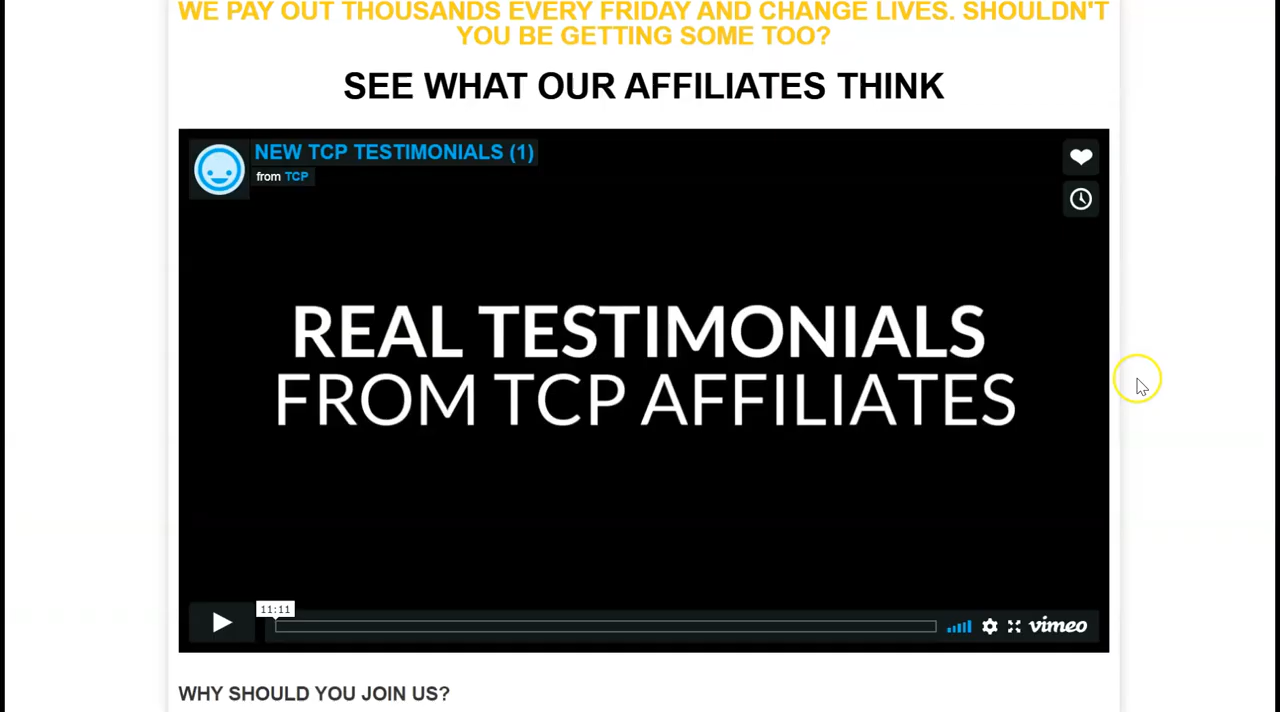 WE PAY OUT THOUSANDS EVERY FRIDAY AND CHANGE LIVES. SHOULDN'T
YOU BE GETTING SOME TOO?
SEE WHAT OUR AFFILIATES THINK
NEW TCP TESTIMONIALS (1)
from TCP
REAL TESTIMONIALS
FROM TCP AFFILIATES
11:11
vimeo
WHY SHOULD YOU JOIN US?